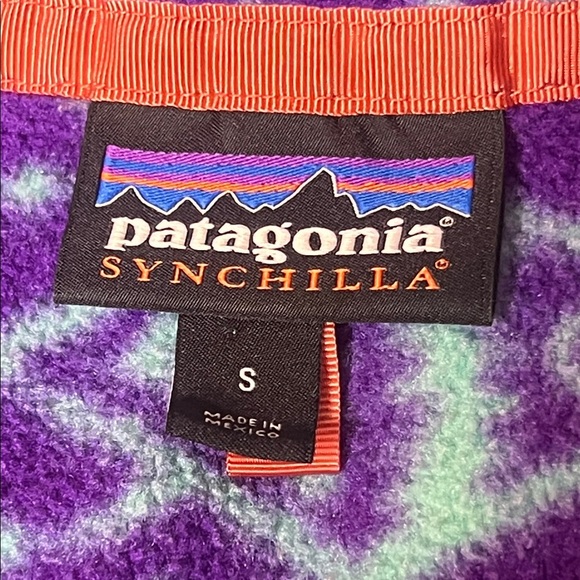 patagonia®
SYNCHILLA®
S
MADE IN
MEXICO